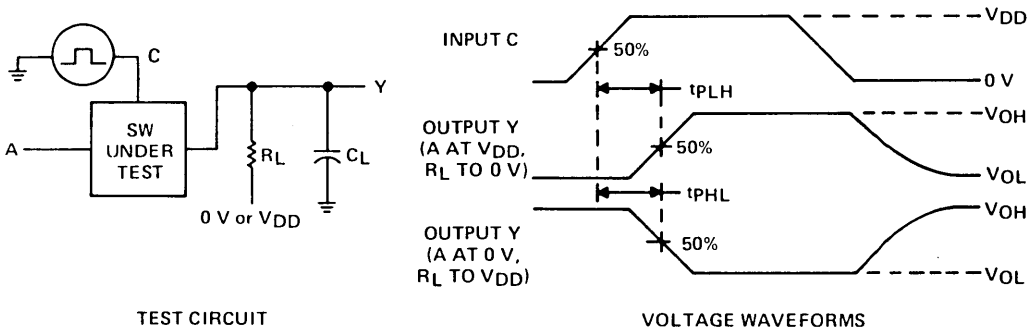 C
Y
A
SW
UNDER
TEST
RL
CL
0 V or VDD
TEST CIRCUIT
INPUT C
50%
VDD
0 V
tPLH
OUTPUT Y
(A AT VDD,
RL TO 0 V)
50%
VOH
VOL
tPHL
OUTPUT Y
(A AT 0 V,
RL TO VDD)
50%
VOH
VOL
VOLTAGE WAVEFORMS